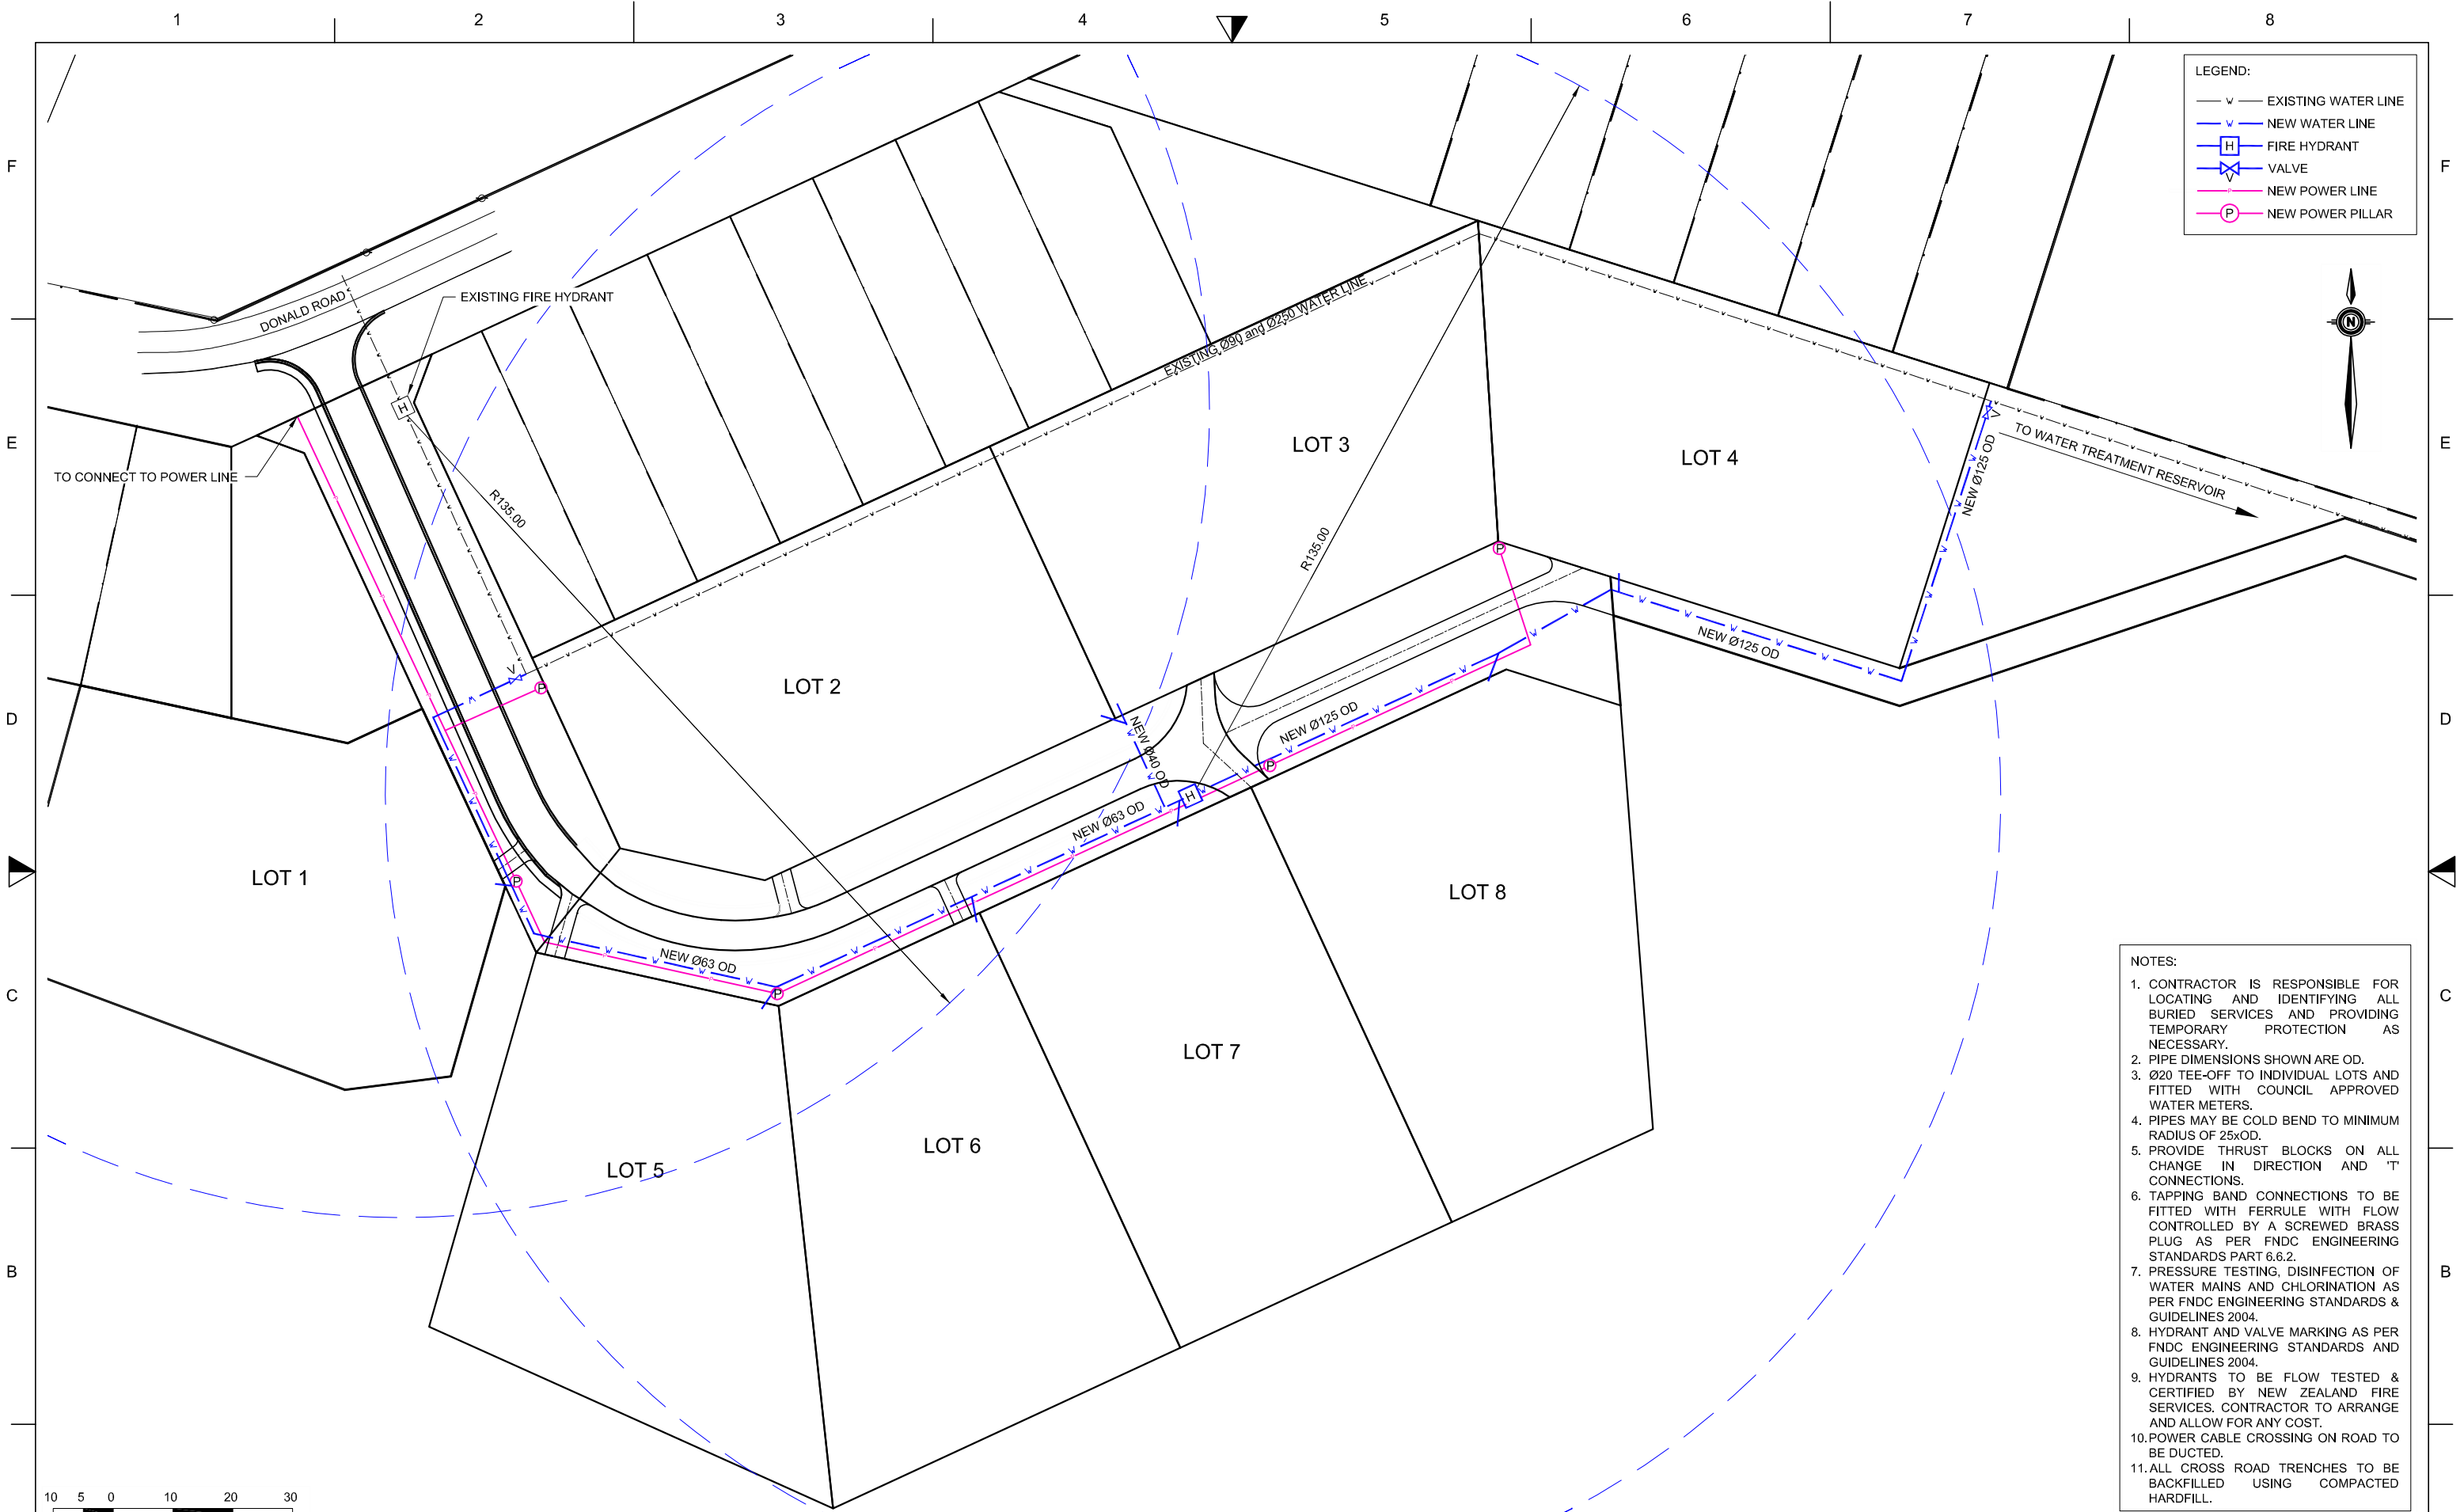 1 2 3 4 5 6 7 8
LEGEND:
W EXISTING WATER LINE
W NEW WATER LINE
H FIRE HYDRANT
V VALVE
NEW POWER LINE
P NEW POWER PILLAR
F F
DONALD ROAD
EXISTING FIRE HYDRANT
H
EXISTING Ø90 and Ø250 WATER LINE
N
E E
TO CONNECT TO POWER LINE
R135.00
LOT 3
LOT 4
NEW Ø125 OD
V
TO WATER TREATMENT RESERVOIR
R135.00
P
V
P
LOT 2
NEW Ø125 OD
D D
NEW Ø40 OD
NEW Ø125 OD
P
H
NEW Ø63 OD
LOT 1
P
LOT 8
NEW Ø63 OD
P
C C
LOT 7
LOT 6
LOT 5
B B
NOTES:
1. CONTRACTOR IS RESPONSIBLE FOR
LOCATING AND IDENTIFYING ALL
BURIED SERVICES AND PROVIDING
TEMPORARY PROTECTION AS
NECESSARY.
2. PIPE DIMENSIONS SHOWN ARE OD.
3. Ø20 TEE-OFF TO INDIVIDUAL LOTS AND
FITTED WITH COUNCIL APPROVED
WATER METERS.
4. PIPES MAY BE COLD BEND TO MINIMUM
RADIUS OF 25xOD.
5. PROVIDE THRUST BLOCKS ON ALL
CHANGE IN DIRECTION AND 'T'
CONNECTIONS.
6. TAPPING BAND CONNECTIONS TO BE
FITTED WITH FERRULE WITH FLOW
CONTROLLED BY A SCREWED BRASS
PLUG AS PER FNDC ENGINEERING
STANDARDS PART 6.6.2.
7. PRESSURE TESTING, DISINFECTION OF
WATER MAINS AND CHLORINATION AS
PER FNDC ENGINEERING STANDARDS &
GUIDELINES 2004.
8. HYDRANT AND VALVE MARKING AS PER
FNDC ENGINEERING STANDARDS AND
GUIDELINES 2004.
9. HYDRANTS TO BE FLOW TESTED &
CERTIFIED BY NEW ZEALAND FIRE
SERVICES. CONTRACTOR TO ARRANGE
AND ALLOW FOR ANY COST.
10. POWER CABLE CROSSING ON ROAD TO
BE DUCTED.
11. ALL CROSS ROAD TRENCHES TO BE
BACKFILLED USING COMPACTED
HARDFILL.
10 5 0 10 20 30